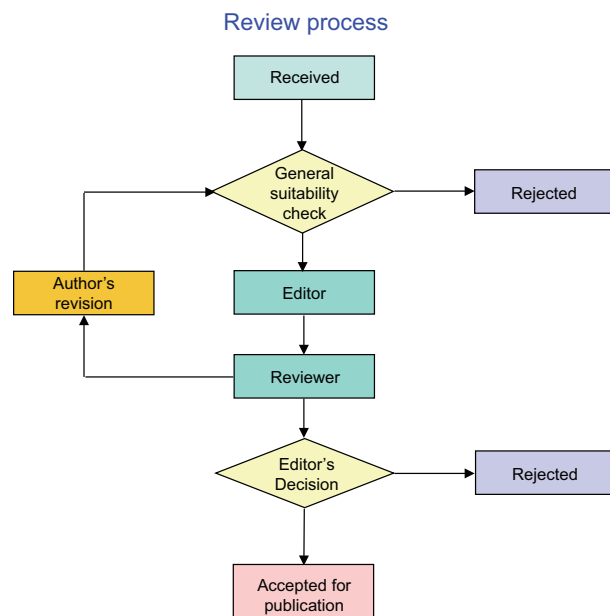 Review process
Received
General
suitability
check
Rejected
Author's
revision
Editor
Reviewer
Editor's
Decision
Rejected
Accepted for
publication